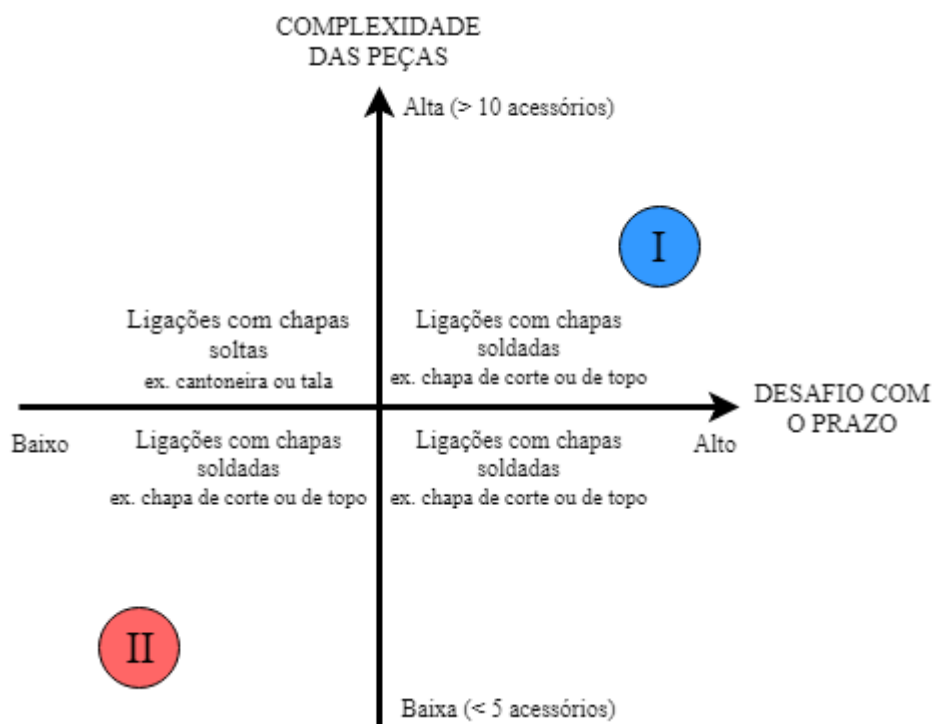 COMPLEXIDADE
DAS PEÇAS
Alta (> 10 acessórios)
I
Ligações com chapas
soltas
ex. cantoneira ou tala
Ligações com chapas
soldadas
ex. chapa de corte ou de topo
DESAFIO COM
O PRAZO
Baixo
Alto
Ligações com chapas
soldadas
ex. chapa de corte ou de topo
Ligações com chapas
soldadas
ex. chapa de corte ou de topo
II
Baixa (< 5 acessórios)